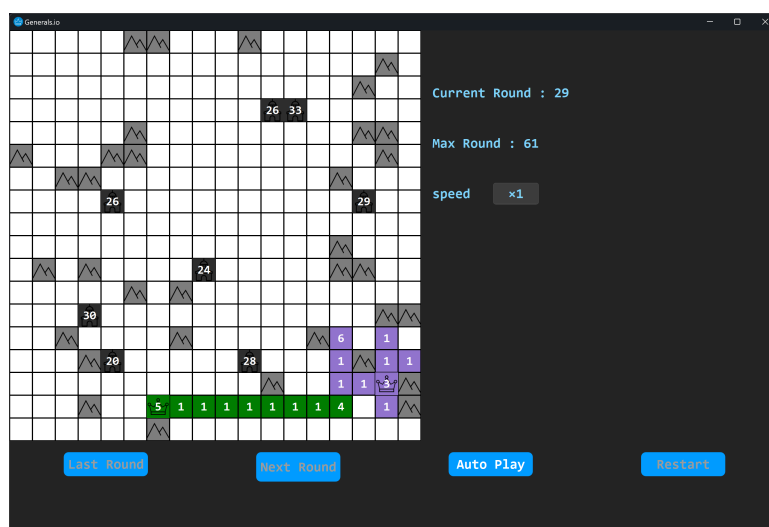 Generals.io
Current Round : 29
Max Round : 61
speed ×1
26 33
26 29
24
30
6 1
20 28 1 1 1
1 1 3
5 1 1 1 1 1 1 1 4 1
Last Round Next Round Auto Play Restart